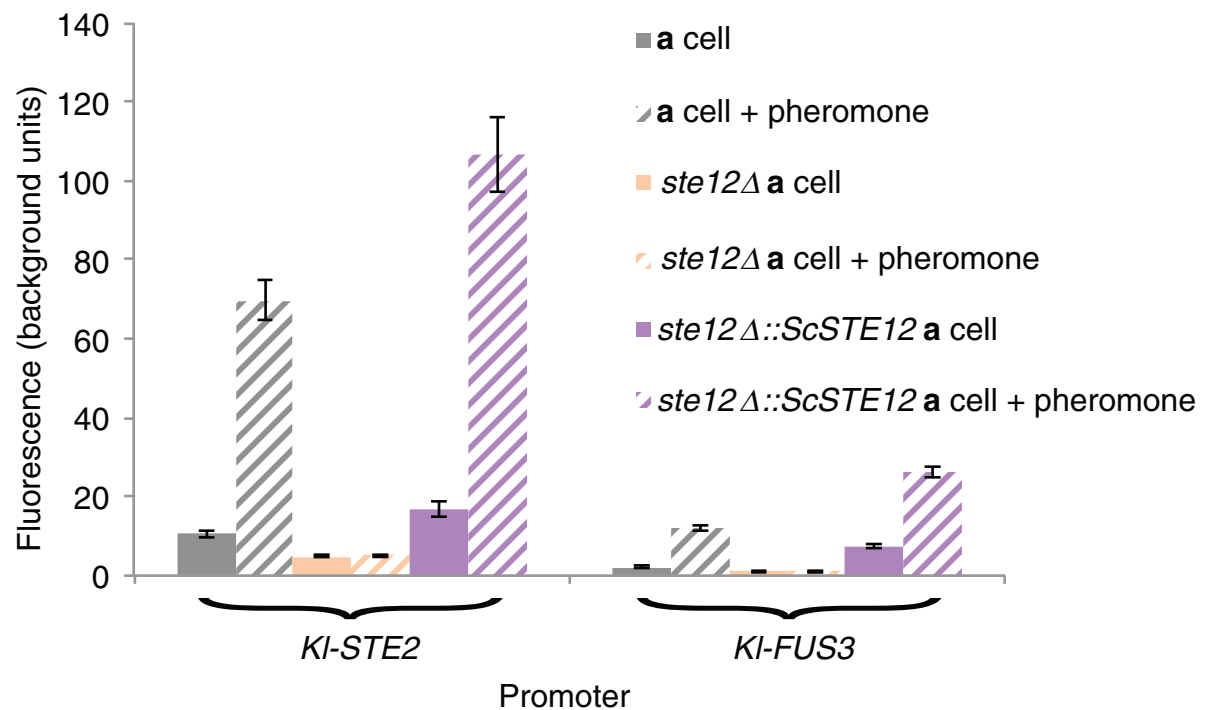 140
120
100
80
60
40
20
0
Fluorescence (background units)
a cell
a cell + pheromone
ste12Δ a cell
ste12Δ a cell + pheromone
ste12Δ::ScSTE12 a cell
ste12Δ::ScSTE12 a cell + pheromone
Kl-STE2
Kl-FUS3
Promoter